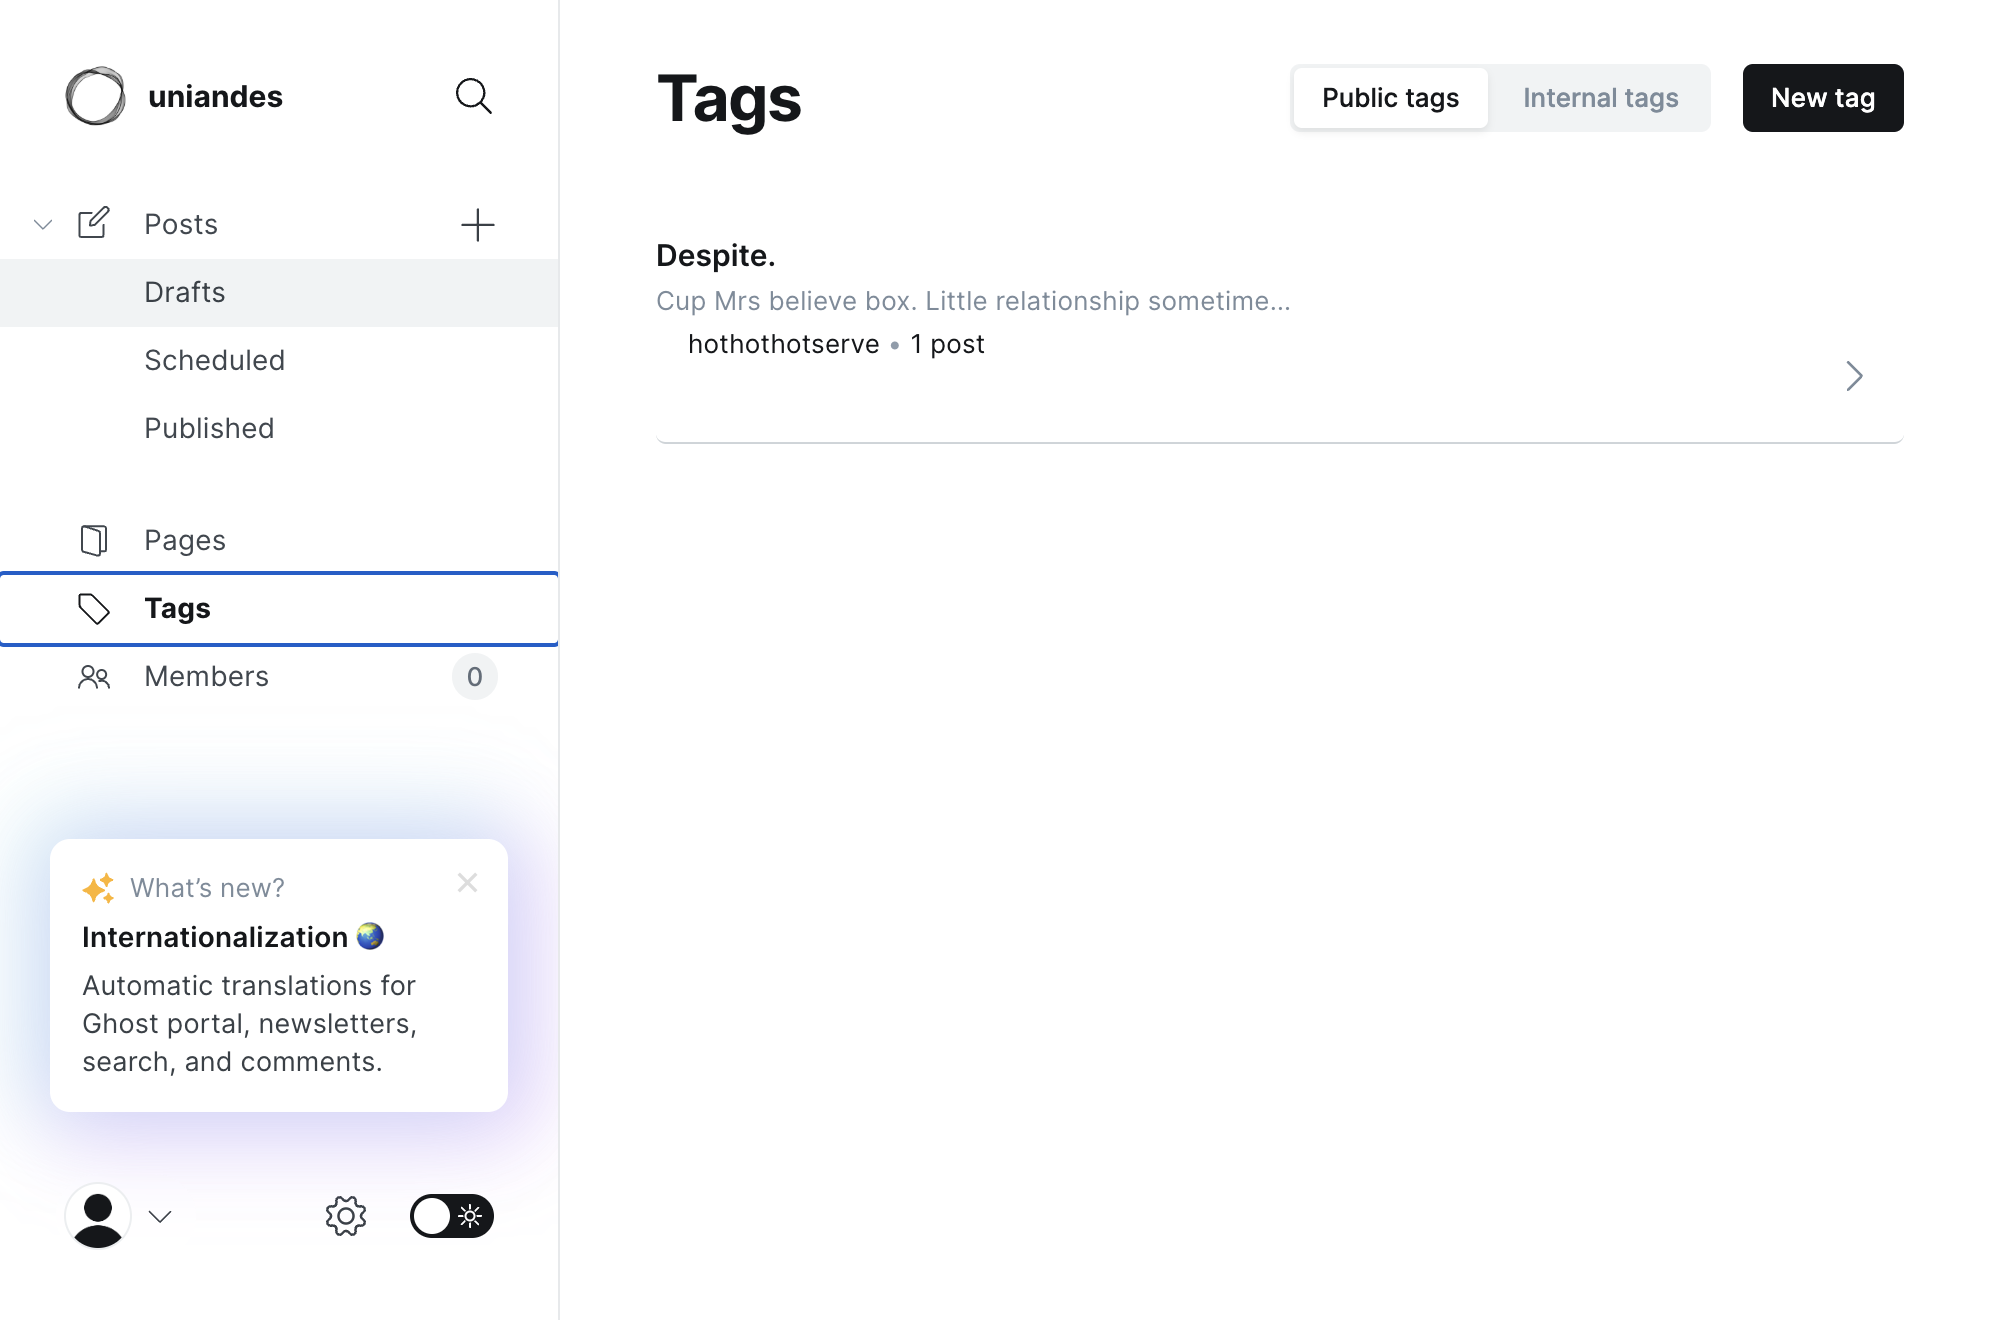 uniandes
Posts
Drafts
Scheduled
Published
Pages
Tags
Members
0
What's new?
Internationalization 🌏
Automatic translations for
Ghost portal, newsletters,
search, and comments.
Tags
Public tags
Internal tags
New tag
Despite.
Cup Mrs believe box. Little relationship sometime...
hothothotserve • 1 post